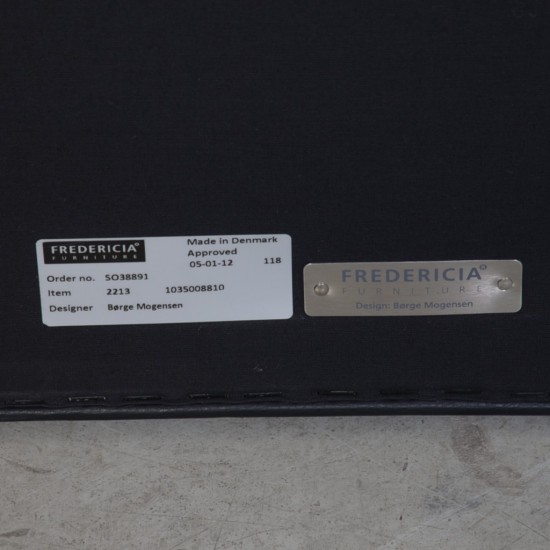 FREDERICIA®
FURNITURE
Made in Denmark
Approved
05-01-12 118
Order no. SO38891
Item 2213 1035008810
Designer Børge Mogensen
FREDERICIA®
FURNITURE
Design: Børge Mogensen